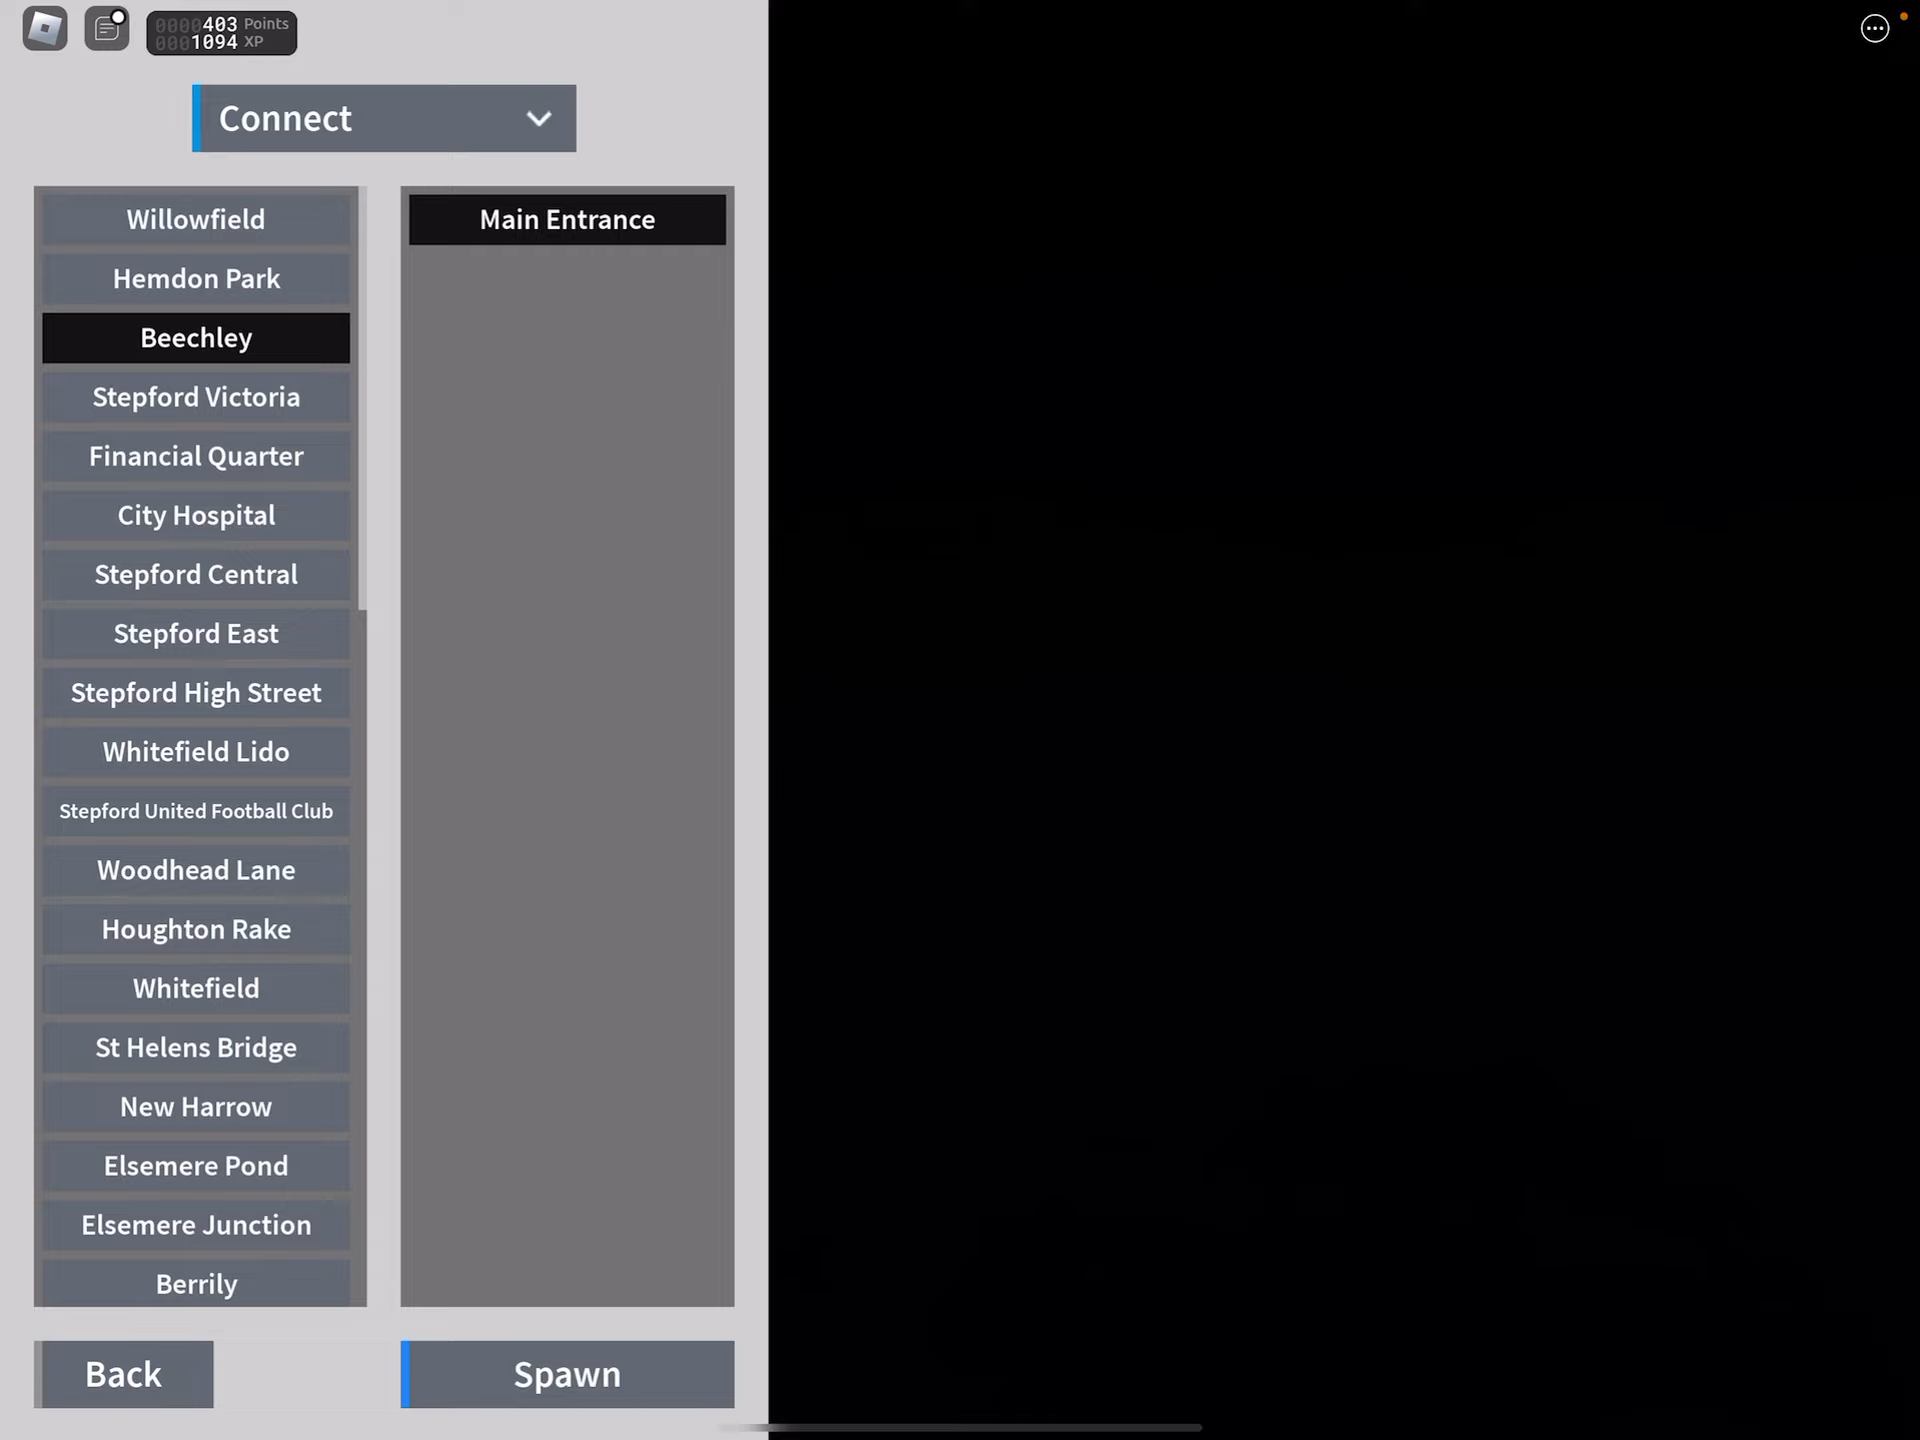 0000403 Points
0001094 XP
Connect
Willowfield
Hemdon Park
Beechley
Stepford Victoria
Financial Quarter
City Hospital
Stepford Central
Stepford East
Stepford High Street
Whitefield Lido
Stepford United Football Club
Woodhead Lane
Houghton Rake
Whitefield
St Helens Bridge
New Harrow
Elsemere Pond
Elsemere Junction
Berrily
Main Entrance
Back
Spawn